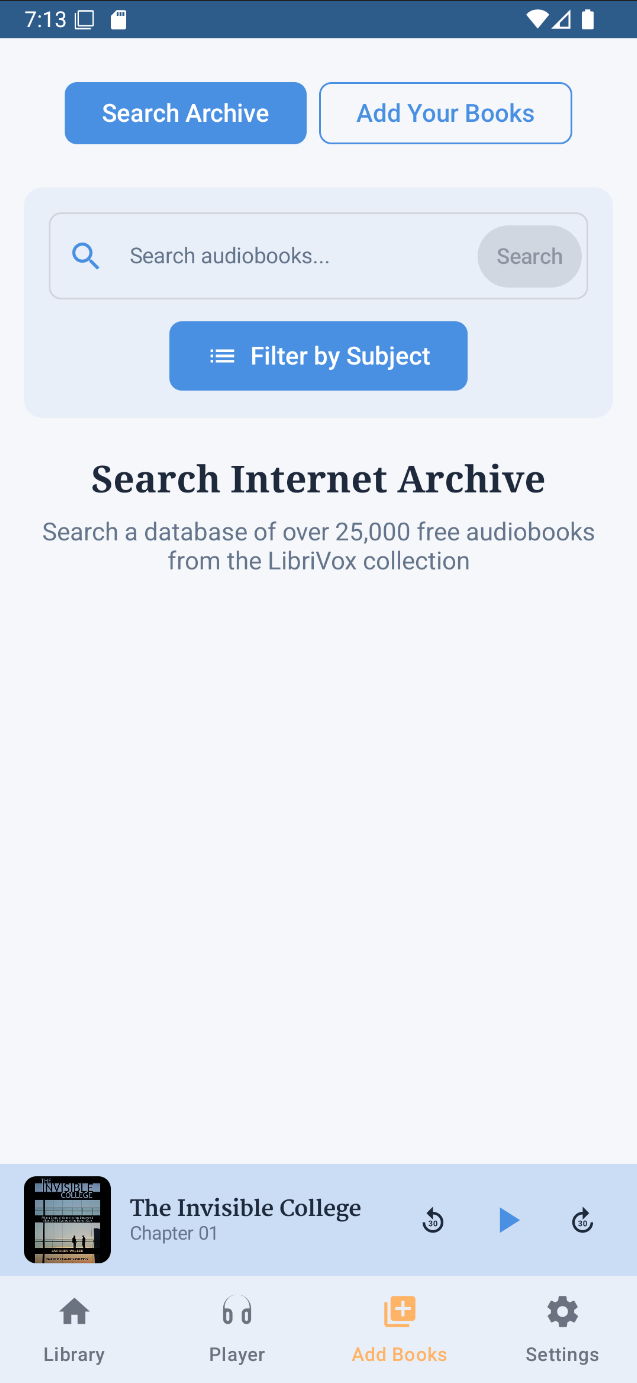 7:13
Search Archive
Add Your Books
Search audiobooks...
Search
Filter by Subject
Search Internet Archive
Search a database of over 25,000 free audiobooks
from the LibriVox collection
THE
INVISIBLE
COLLEGE
The Invisible College
Chapter 01
30
30
Library
Player
Add Books
Settings